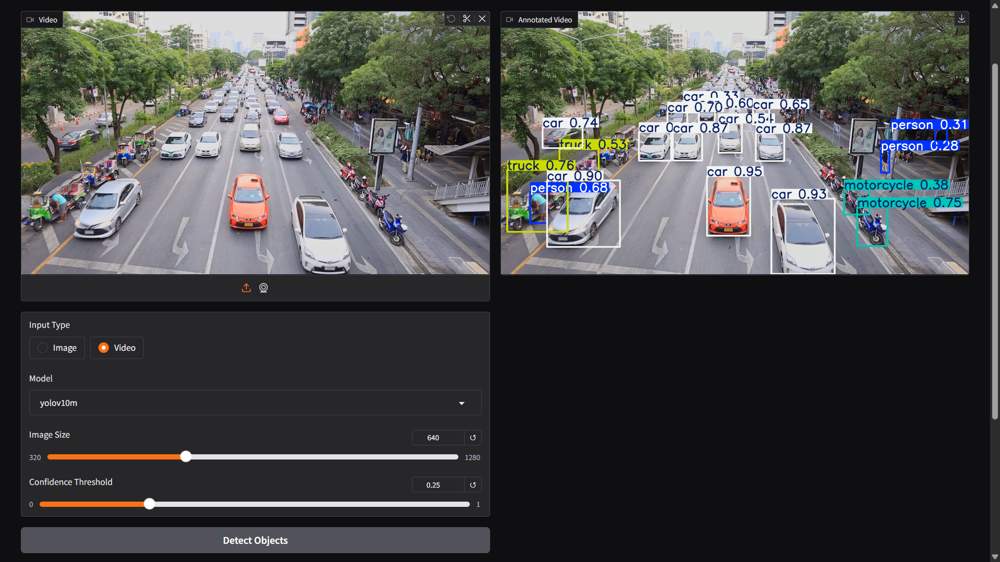 Video
Annotated Video
car 0.33
car 0.70
0.60
car 0.65
car 0.54
car 0.74
car 0
car 0.87
car 0.87
person 0.31
truck 0.53
person 0.28
truck 0.76
car 0.90
car 0.95
person 0.68
car 0.93
motorcycle 0.38
motorcycle 0.75
Input Type
Image
Video
Model
yolov10m
Image Size
640
320
1280
Confidence Threshold
0.25
0
1
Detect Objects